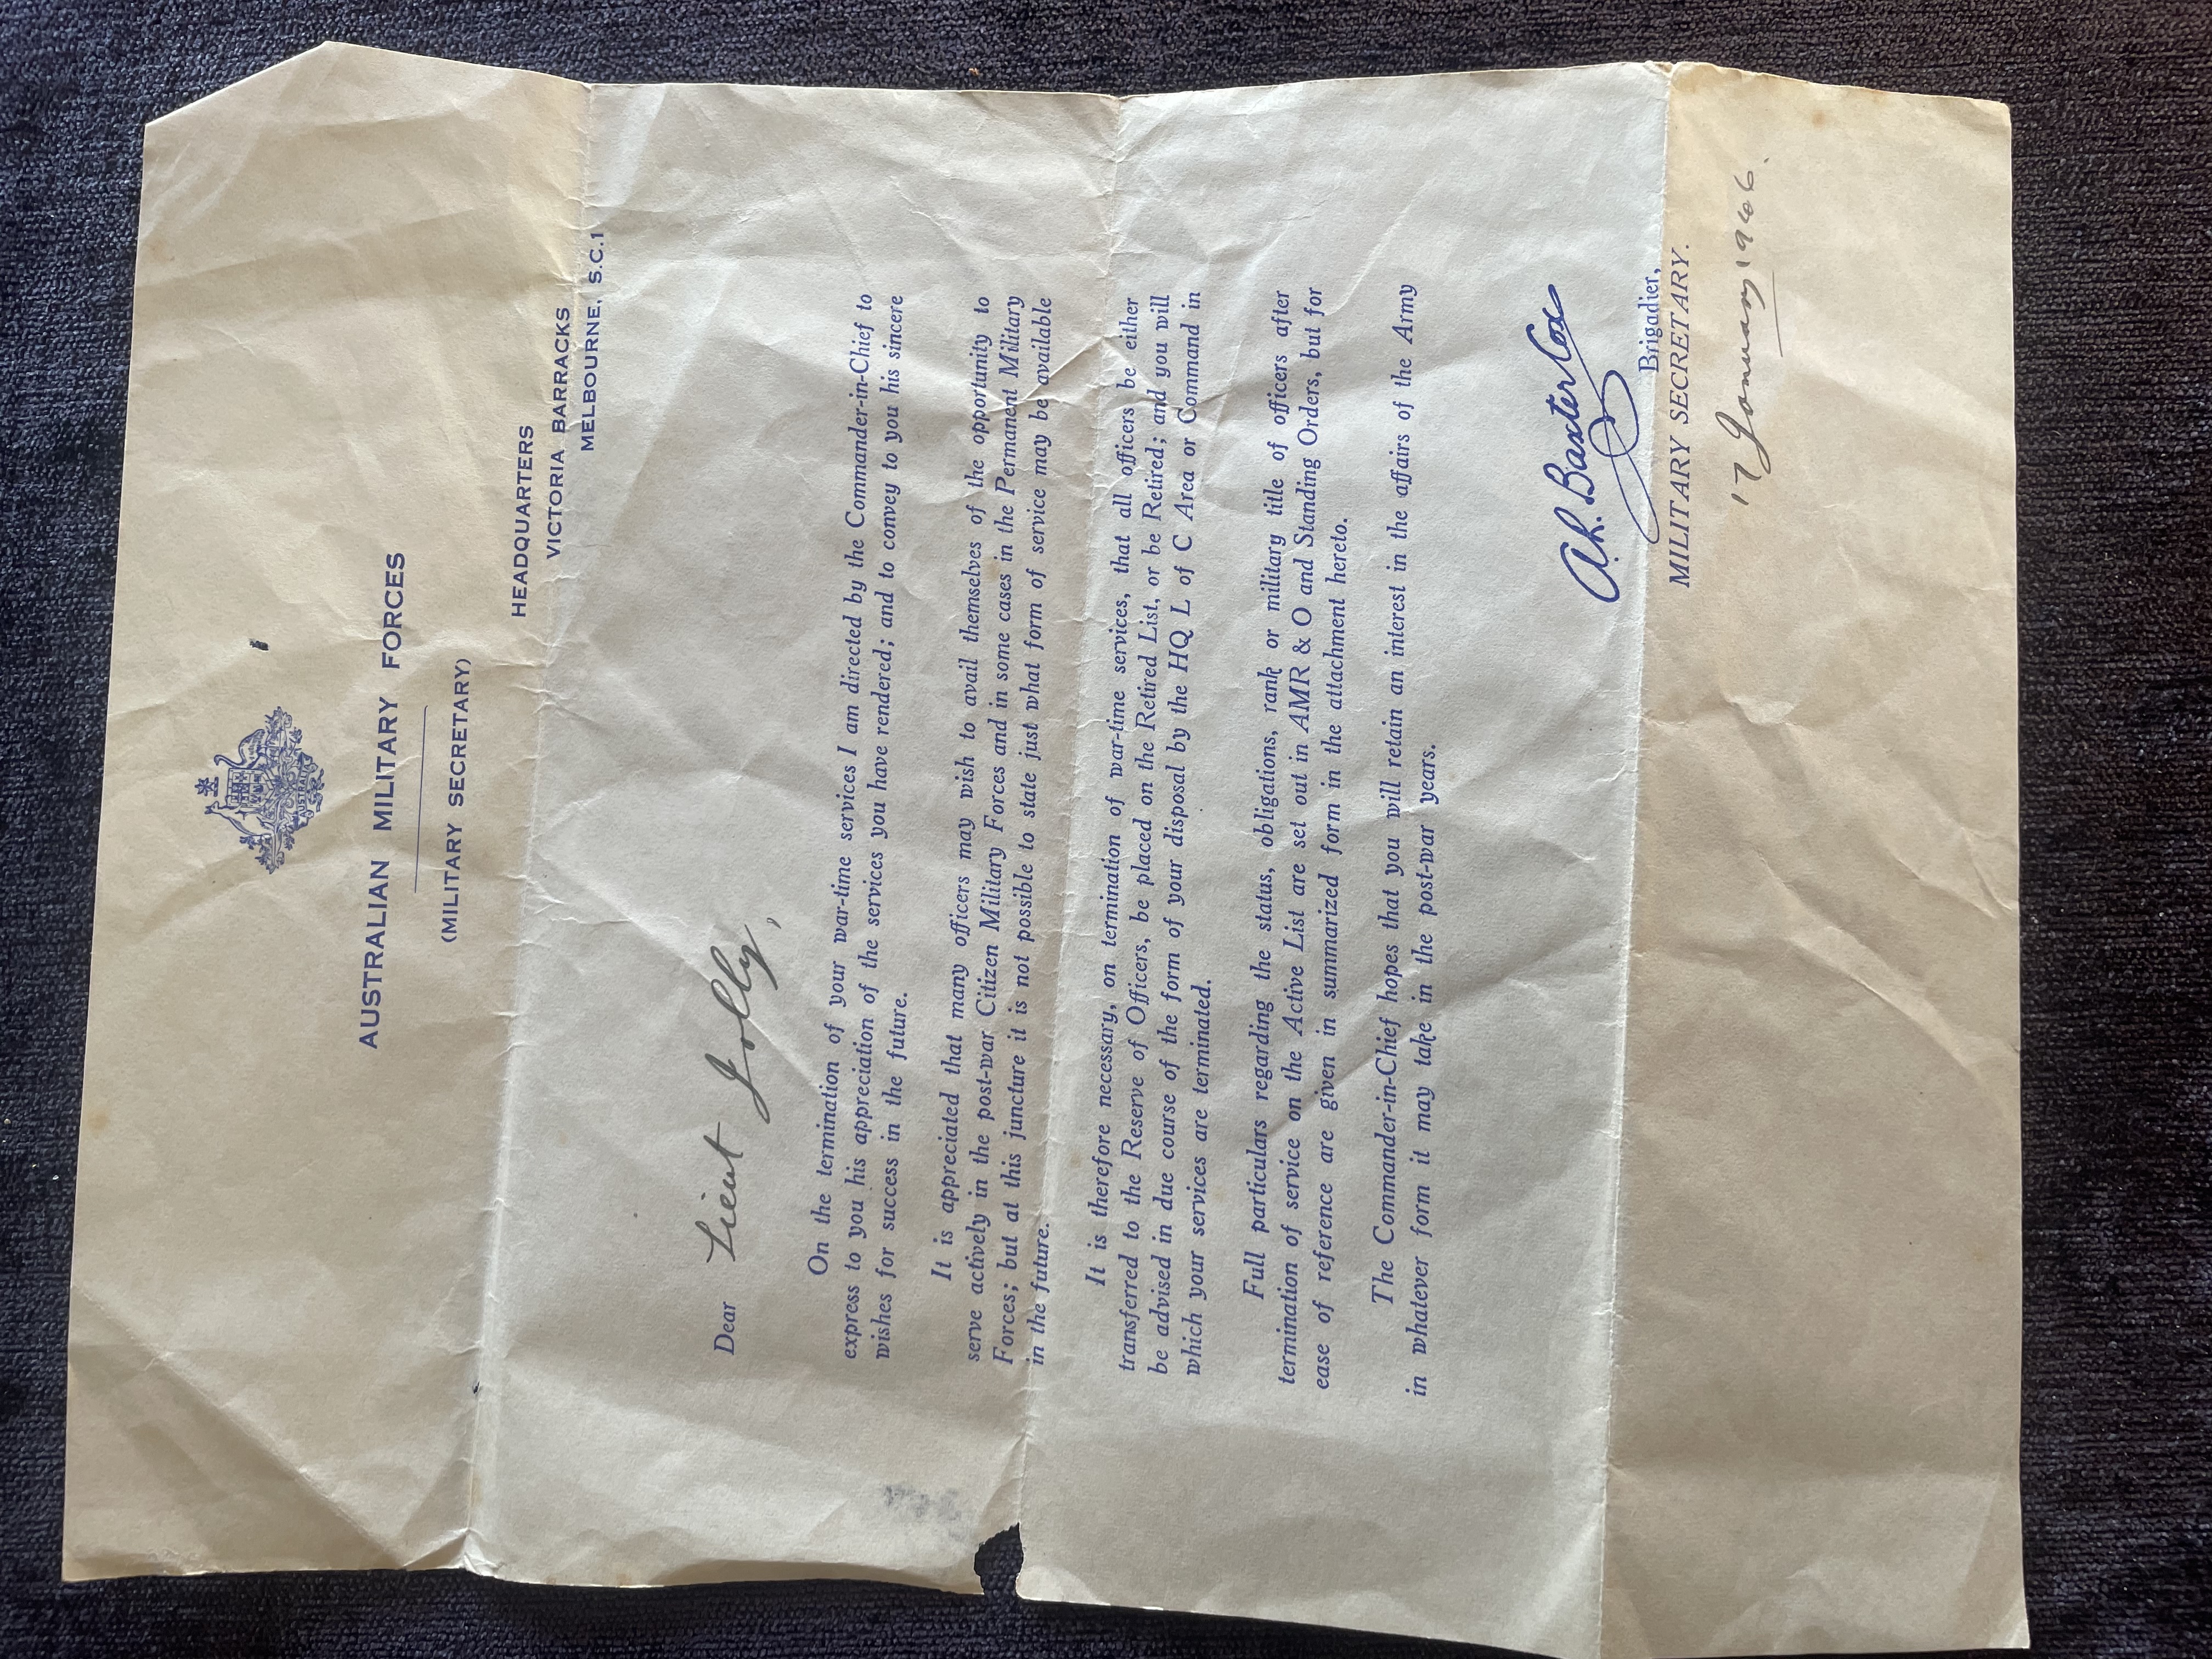 AUSTRALIA
AUSTRALIAN MILITARY FORCES
(MILITARY SECRETARY)
HEADQUARTERS
VICTORIA BARRACKS
MELBOURNE, S.C.1
Dear Lieut Jolly,
On the termination of your war-time services I am directed by the Commander-in-Chief to
express to you his appreciation of the services you have rendered; and to convey to you his sincere
wishes for success in the future.
It is appreciated that many officers may wish to avail themselves of the opportunity to
serve actively in the post-war Citizen Military Forces and in some cases in the Permanent Military
Forces; but at this juncture it is not possible to state just what form of service may be available
in the future.
It is therefore necessary, on termination of war-time services, that all officers be either
transferred to the Reserve of Officers, be placed on the Retired List, or be Retired; and you will
be advised in due course of the form of your disposal by the HQ L of C Area or Command in
which your services are terminated.
Full particulars regarding the status, obligations, rank or military title of officers after
termination of service on the Active List are set out in AMR & O and Standing Orders, but for
ease of reference are given in summarized form in the attachment hereto.
The Commander-in-Chief hopes that you will retain an interest in the affairs of the Army
in whatever form it may take in the post-war years.
A.R. Baxter Cox
Brigadier,
MILITARY SECRETARY.
17 January 1946.